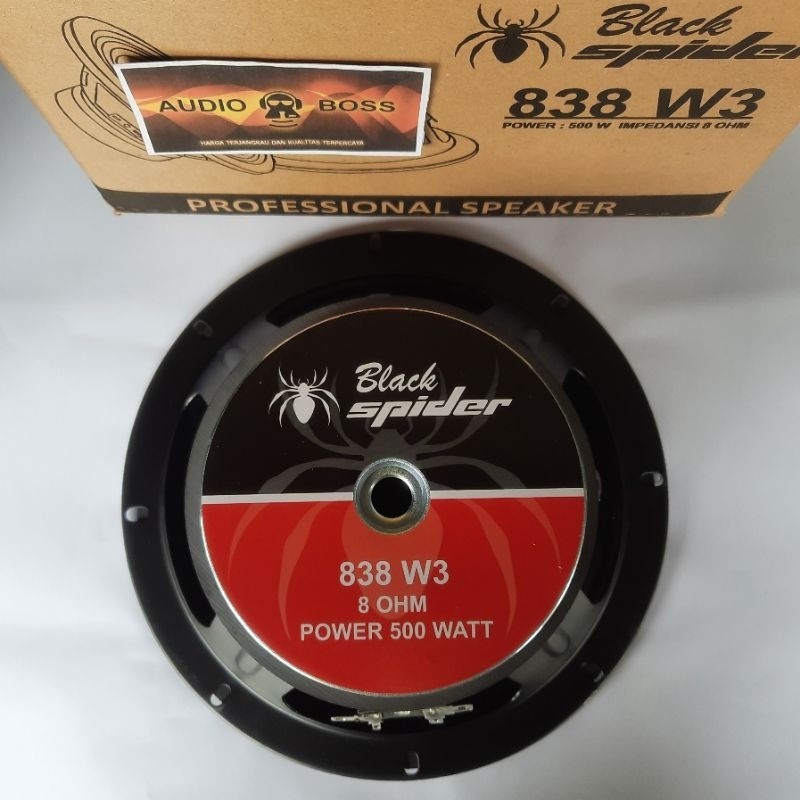 Black
spider
838 W3
POWER : 500 W IMPEDANSI 8 OHM
AUDIO BOSS
HARGA TERJANGKAU DAN KUALITAS TERPERCAYA
PROFESSIONAL SPEAKER
Black
spider
838 W3
8 OHM
POWER 500 WATT